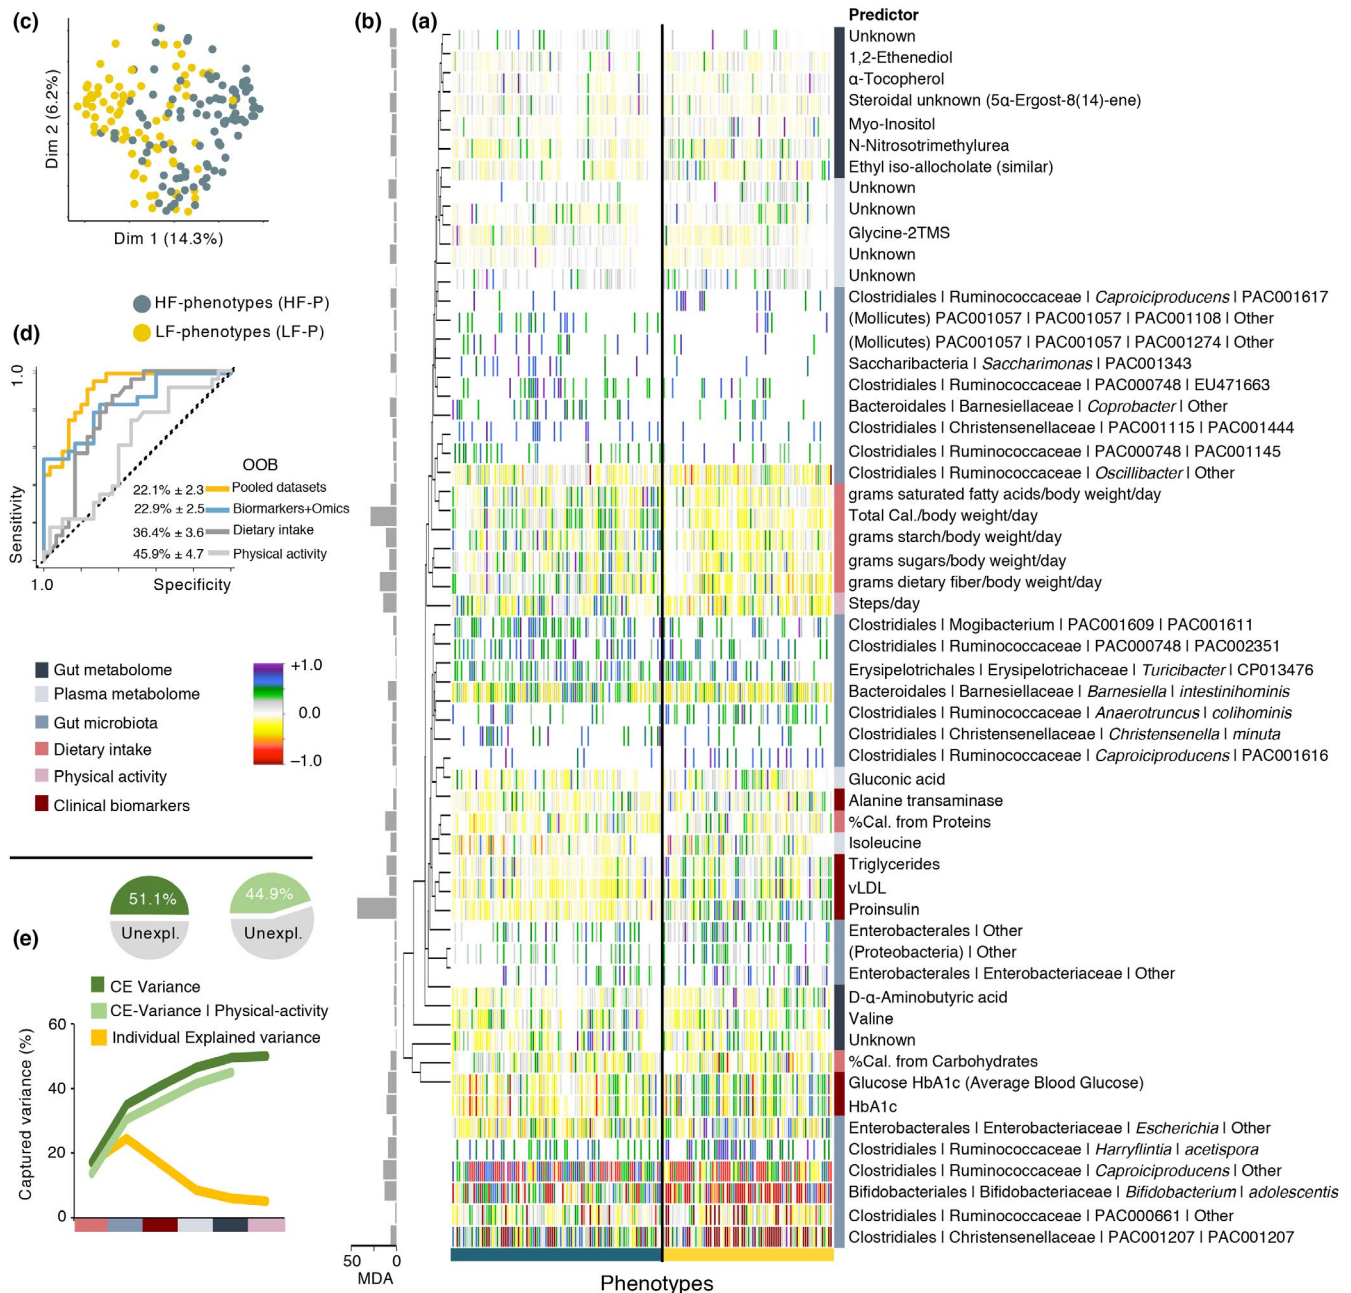 (c)
Dim 2 (6.2%)
Dim 1 (14.3%)
HF-phenotypes (HF-P)
LF-phenotypes (LF-P)
(d)
1.0
Sensitivity
OOB
22.1% ± 2.3 Pooled datasets
22.9% ± 2.5 Biomarkers+Omics
36.4% ± 3.6 Dietary intake
45.9% ± 4.7 Physical activity
1.0
Specificity
Gut metabolome
Plasma metabolome
Gut microbiota
Dietary intake
Physical activity
Clinical biomarkers
+1.0
0.0
−1.0
51.1%
Unexpl.
44.9%
Unexpl.
(e)
CE Variance
CE-Variance | Physical-activity
Individual Explained variance
Captured variance (%)
60
40
20
0
(b)
50 0
MDA
(a)
Predictor
Unknown
1,2-Ethenediol
α-Tocopherol
Steroidal unknown (5α-Ergost-8(14)-ene)
Myo-Inositol
N-Nitrosotrimethylurea
Ethyl iso-allocholate (similar)
Unknown
Unknown
Glycine-2TMS
Unknown
Unknown
Clostridiales | Ruminococcaceae | Caproiciproducens | PAC001617
(Mollicutes) PAC001057 | PAC001057 | PAC001108 | Other
(Mollicutes) PAC001057 | PAC001057 | PAC001274 | Other
Saccharibacteria | Saccharimonas | PAC001343
Clostridiales | Ruminococcaceae | PAC000748 | EU471663
Bacteroidales | Barnesiellaceae | Coprobacter | Other
Clostridiales | Christensenellaceae | PAC001115 | PAC001444
Clostridiales | Ruminococcaceae | PAC000748 | PAC001145
Clostridiales | Ruminococcaceae | Oscillibacter | Other
grams saturated fatty acids/body weight/day
Total Cal./body weight/day
grams starch/body weight/day
grams sugars/body weight/day
grams dietary fiber/body weight/day
Steps/day
Clostridiales | Mogibacterium | PAC001609 | PAC001611
Clostridiales | Ruminococcaceae | PAC000748 | PAC002351
Erysipelotrichales | Erysipelotrichaceae | Turicibacter | CP013476
Bacteroidales | Barnesiellaceae | Barnesiella | intestinihominis
Clostridiales | Ruminococcaceae | Anaerotruncus | colihominis
Clostridiales | Christensenellaceae | Christensenella | minuta
Clostridiales | Ruminococcaceae | Caproiciproducens | PAC001616
Gluconic acid
Alanine transaminase
%Cal. from Proteins
Isoleucine
Triglycerides
vLDL
Proinsulin
Enterobacterales | Other
(Proteobacteria) | Other
Enterobacterales | Enterobacteriaceae | Other
D-α-Aminobutyric acid
Valine
Unknown
%Cal. from Carbohydrates
Glucose HbA1c (Average Blood Glucose)
HbA1c
Enterobacterales | Enterobacteriaceae | Escherichia | Other
Clostridiales | Ruminococcaceae | Harryflintia | acetispora
Clostridiales | Ruminococcaceae | Caproiciproducens | Other
Bifidobacteriales | Bifidobacteriaceae | Bifidobacterium | adolescentis
Clostridiales | Ruminococcaceae | PAC000661 | Other
Clostridiales | Christensenellaceae | PAC001207 | PAC001207
Phenotypes